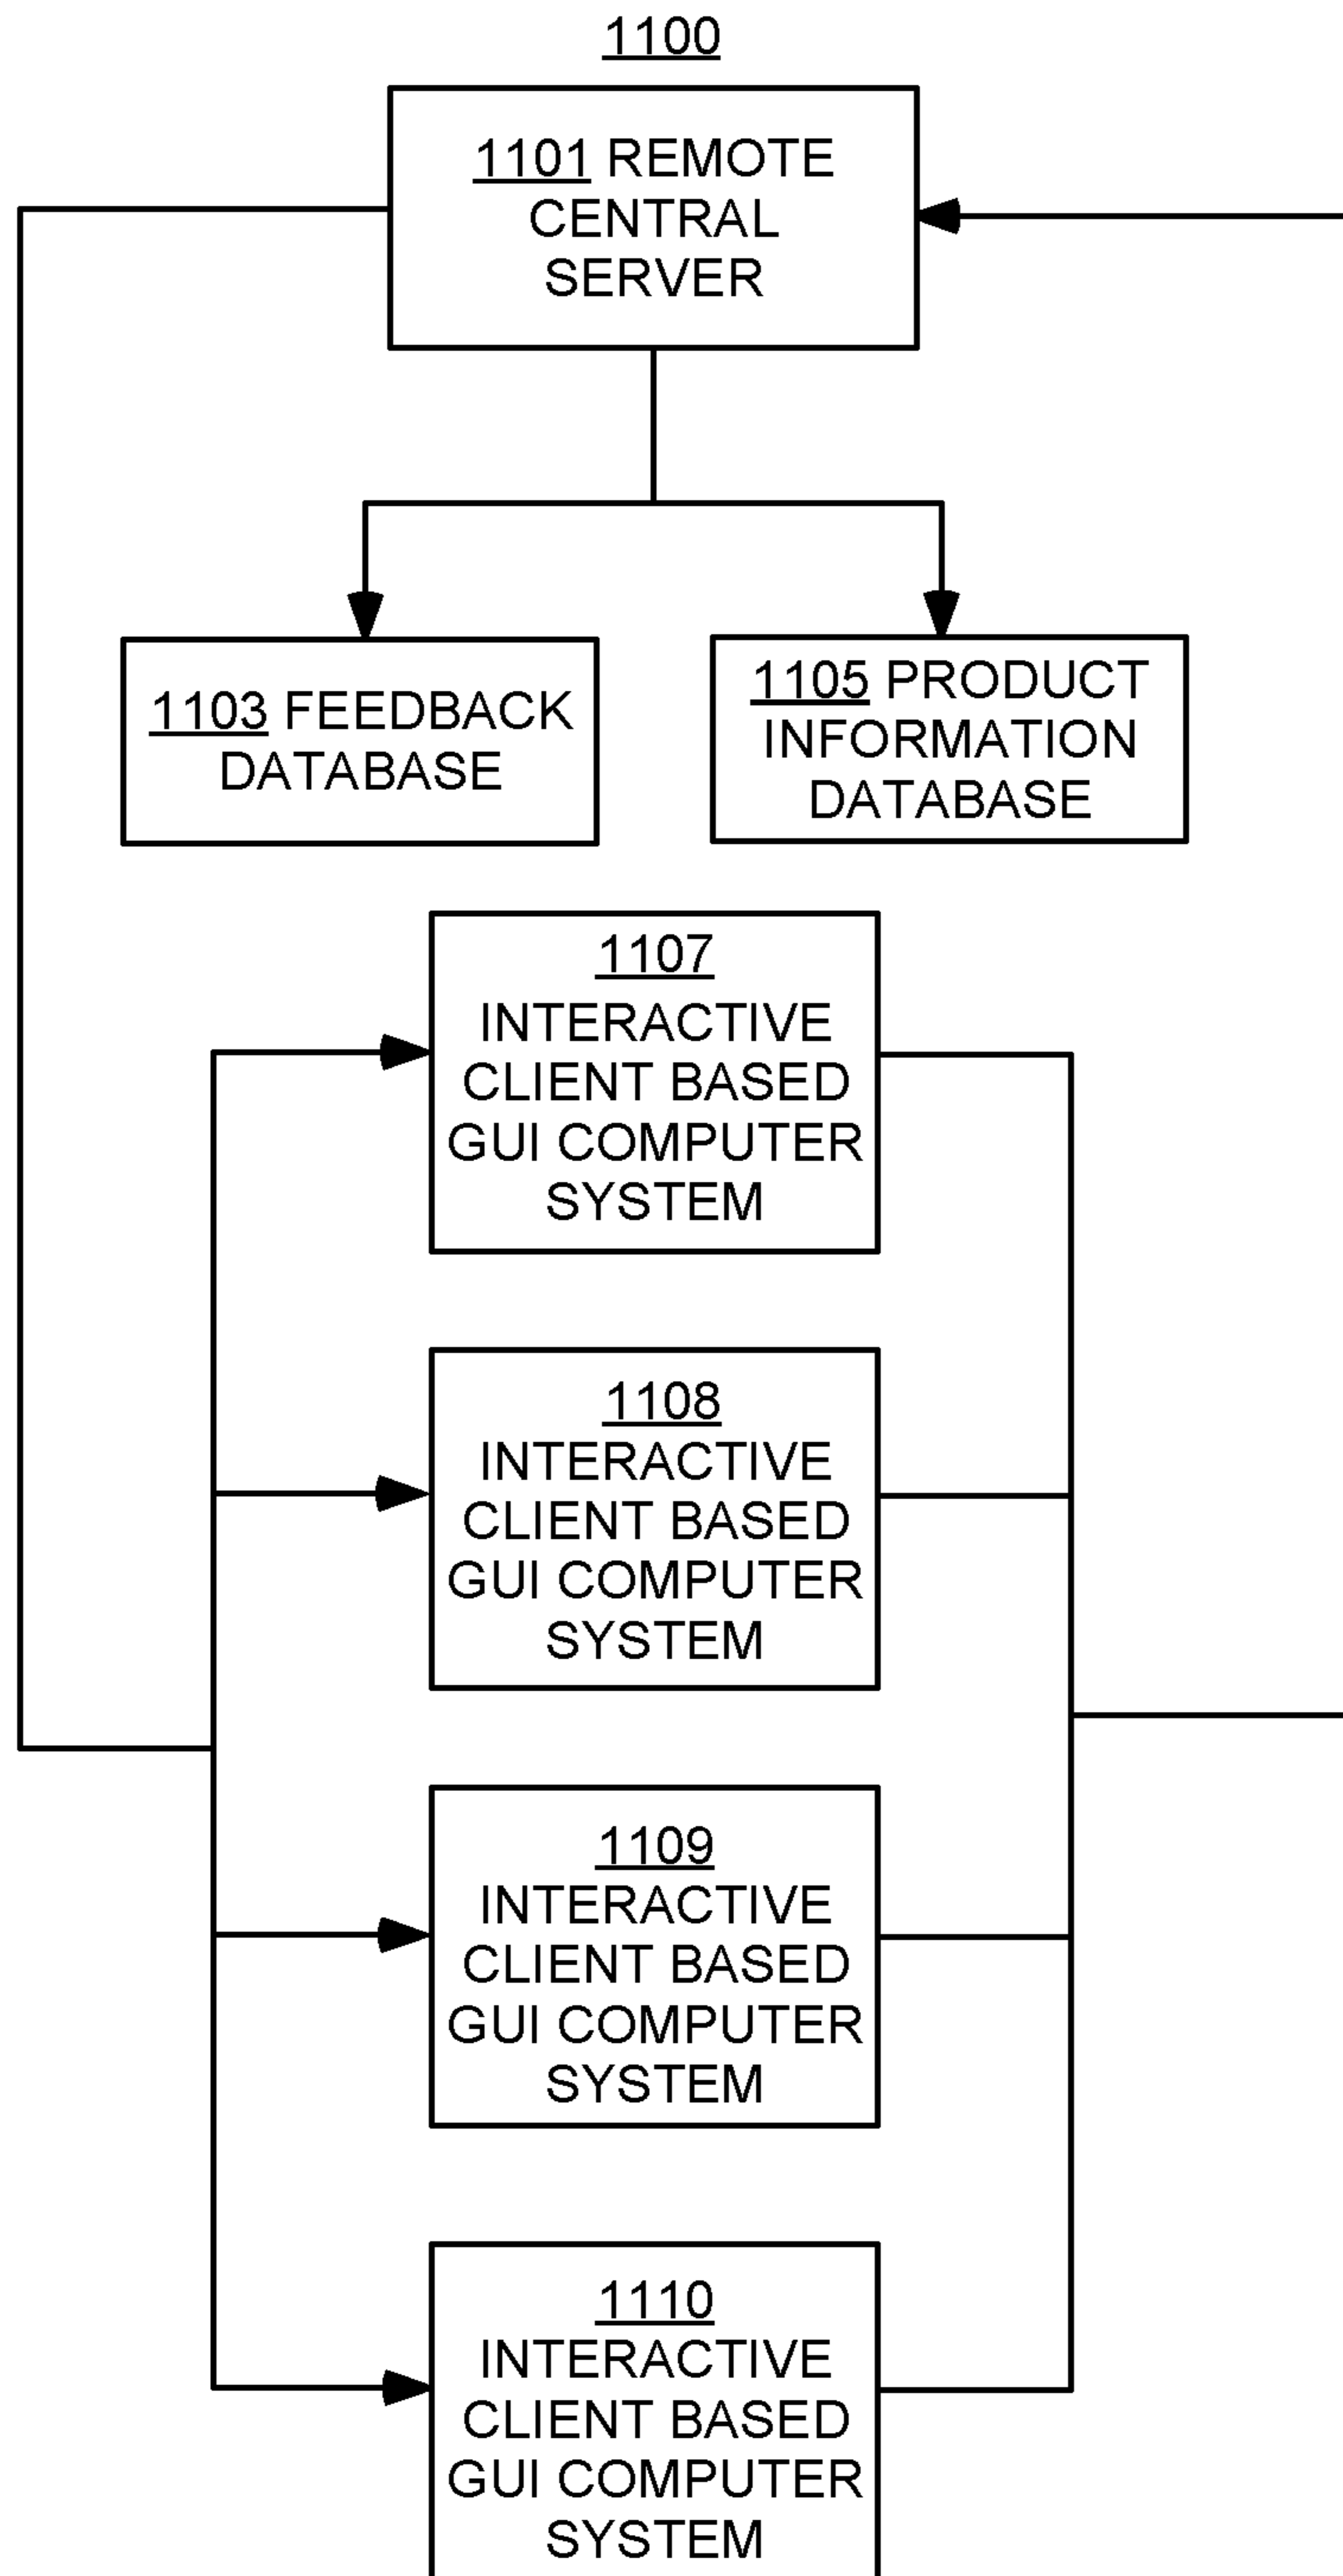 1100
1101 REMOTE
CENTRAL
SERVER
1103 FEEDBACK
DATABASE
1105 PRODUCT
INFORMATION
DATABASE
1107
INTERACTIVE
CLIENT BASED
GUI COMPUTER
SYSTEM
1108
INTERACTIVE
CLIENT BASED
GUI COMPUTER
SYSTEM
1109
INTERACTIVE
CLIENT BASED
GUI COMPUTER
SYSTEM
1110
INTERACTIVE
CLIENT BASED
GUI COMPUTER
SYSTEM